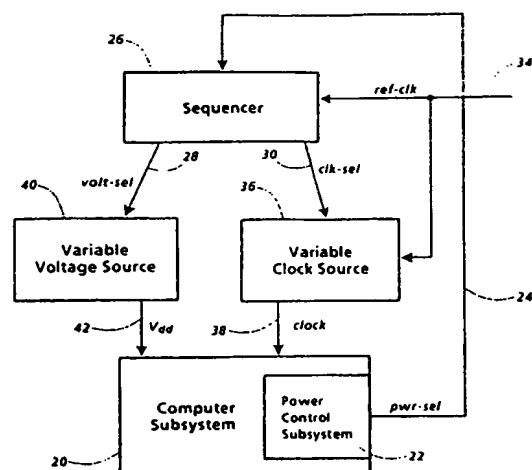 26
34
Sequencer
ref-clk
28
30
volt-sel
clk-sel
40
36
Variable
Voltage Source
Variable
Clock Source
24
42
Vdd
38
clock
Computer
Subsystem
Power
Control
Subsystem
pwr-sel
20
22